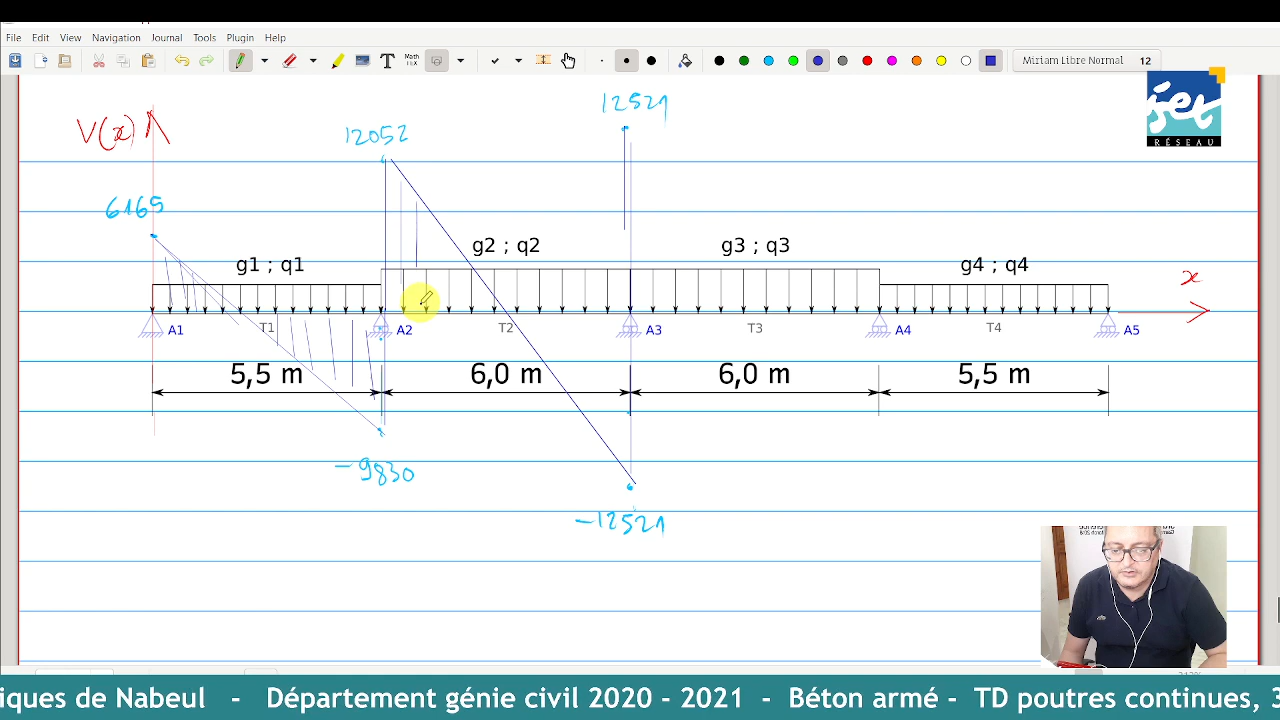 File Edit View Navigation Journal Tools Plugin Help
Math
TEX
Miriam Libre Normal 12
iset
RÉSEAU
V(x)
12052
12521
6165
g1 ; q1
g2 ; q2
g3 ; q3
g4 ; q4
x
A1 T1 A2 T2 A3 T3 A4 T4 A5
5,5 m 6,0 m 6,0 m 5,5 m
-9830
-12521
iques de Nabeul - Département génie civil 2020 - 2021 - Béton armé - TD poutres continues, 3